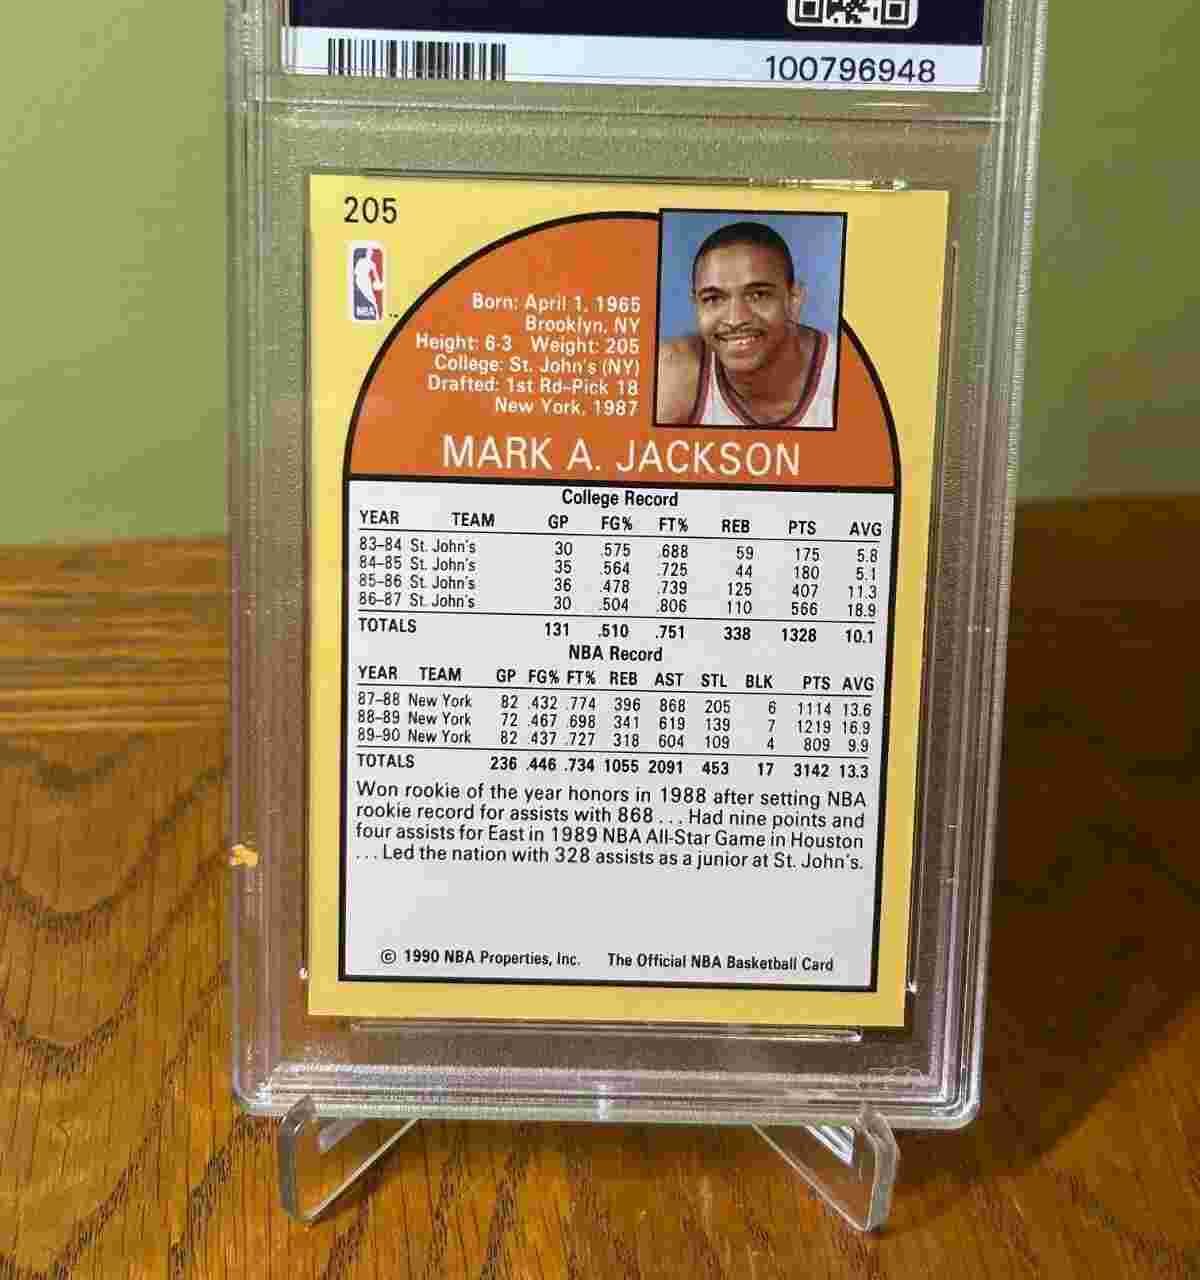 100796948
205
NBA
Born: April 1, 1965
Brooklyn, NY
Height: 6-3 Weight: 205
College: St. John's (NY)
Drafted: 1st Rd-Pick 18
New York, 1987
MARK A. JACKSON
College Record
YEAR TEAM GP FG% FT% REB PTS AVG
83-84 St. John's 30 .575 .688 59 175 5.8
84-85 St. John's 35 .564 .725 44 180 5.1
85-86 St. John's 36 .478 .739 125 407 11.3
86-87 St. John's 30 .504 .806 110 566 18.9
TOTALS 131 .510 .751 338 1328 10.1
NBA Record
YEAR TEAM GP FG% FT% REB AST STL BLK PTS AVG
87-88 New York 82 .432 .774 396 868 205 6 1114 13.6
88-89 New York 72 .467 .698 341 619 139 7 1219 16.9
89-90 New York 82 .437 .727 318 604 109 4 809 9.9
TOTALS 236 .446 .734 1055 2091 453 17 3142 13.3
Won rookie of the year honors in 1988 after setting NBA
rookie record for assists with 868 ... Had nine points and
four assists for East in 1989 NBA All-Star Game in Houston
... Led the nation with 328 assists as a junior at St. John's.
© 1990 NBA Properties, Inc. The Official NBA Basketball Card